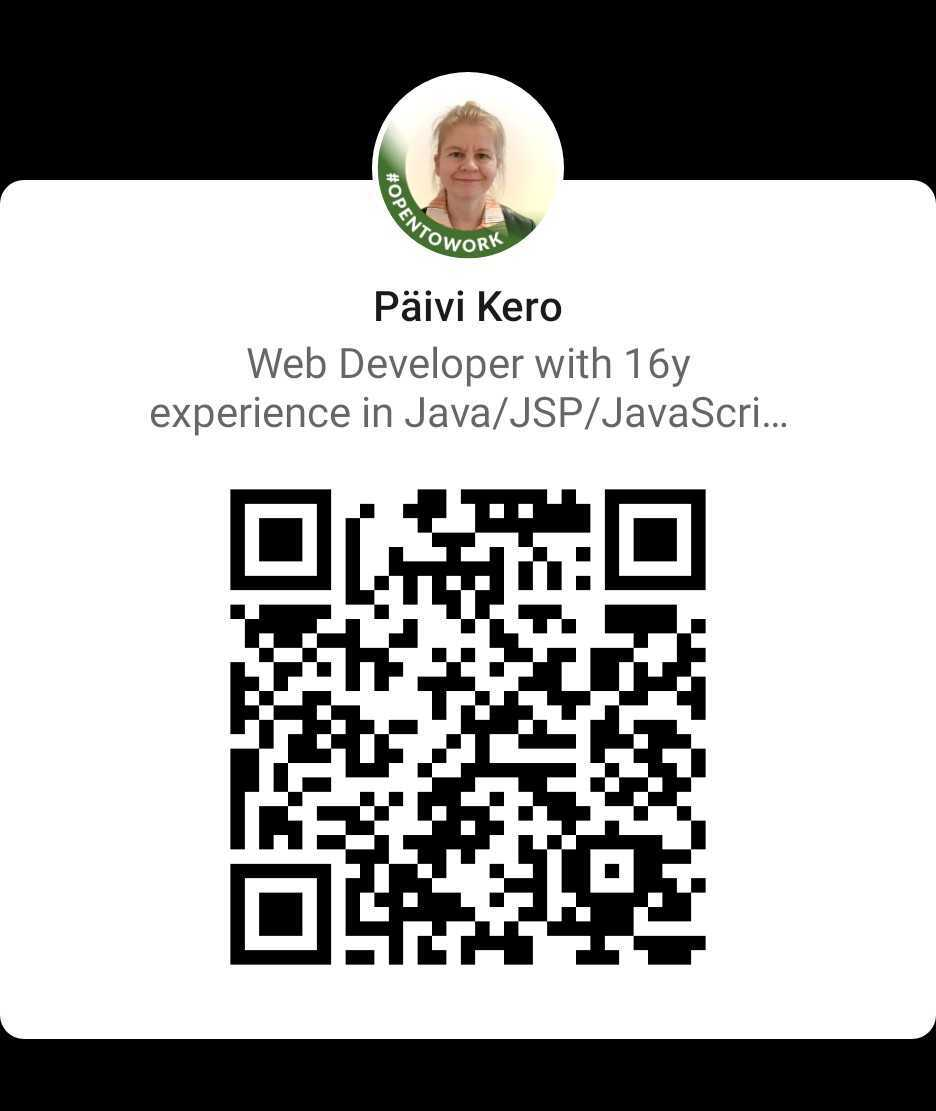 #OPENTOWORK
Päivi Kero
Web Developer with 16y
experience in Java/JSP/JavaScri...